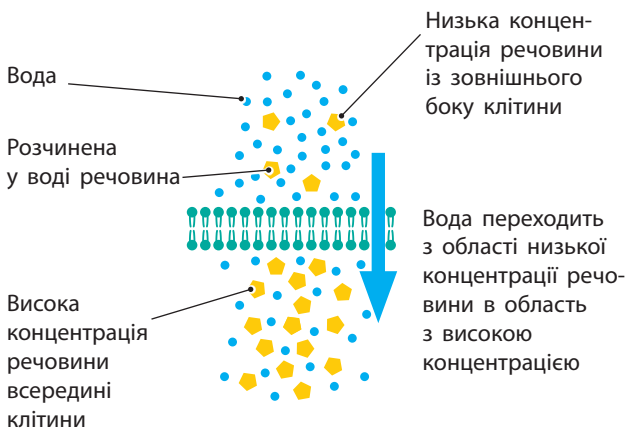 Вода
Розчинена
у воді речовина
Висока
концентрація
речовини
всередині
клітини
Низька концен-
трація речовини
із зовнішнього
боку клітини
Вода переходить
з області низької
концентрації речо-
вини в область
з високою
концентрацією